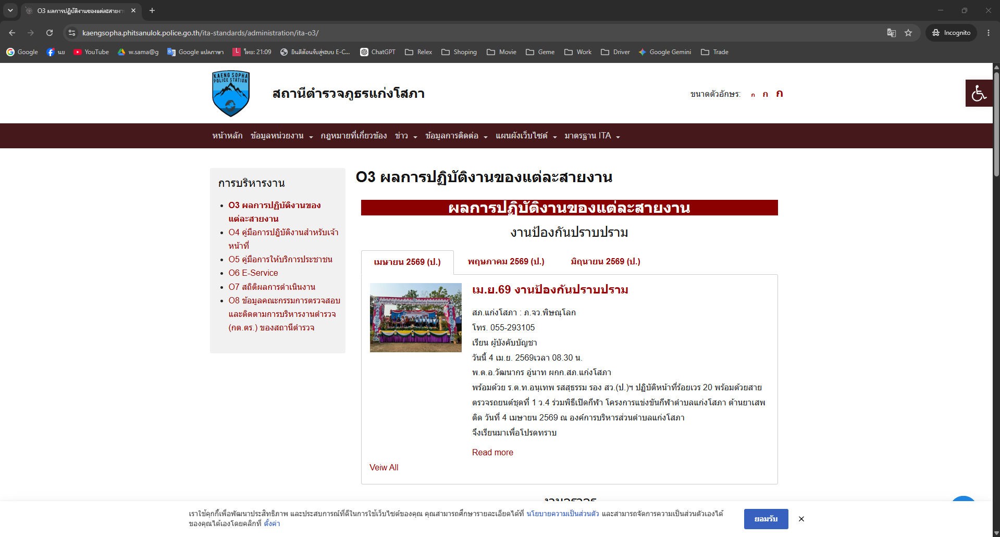 O3 ผลการปฏิบัติงานของแต่ละสายงา
kaengsopha.phitsanulok.police.go.th/ita-standards/administration/ita-o3/
Incognito
Google
นย
YouTube
w.sama@g
Google แปลภาษา
ไทย: 21:09
ยินดีต้อนรับสู่ระบบ E-C...
ChatGPT
Relex
Shoping
Movie
Geme
Work
Driver
Google Gemini
Trade
KAENG SOPHA
POLICE STATION
สถานีตำรวจภูธรแก่งโสภา
ขนาดตัวอักษร: ก ก ก
หน้าหลัก ข้อมูลหน่วยงาน กฎหมายที่เกี่ยวข้อง ข่าว ข้อมูลการติดต่อ แผนผังเว็บไซต์ มาตรฐาน ITA
การบริหารงาน
O3 ผลการปฏิบัติงานของ
แต่ละสายงาน
O4 คู่มือการปฏิบัติงานสำหรับเจ้า
หน้าที่
O5 คู่มือการให้บริการประชาชน
O6 E-Service
O7 สถิติผลการดำเนินงาน
O8 ข้อมูลคณะกรรมการตรวจสอบ
และติดตามการบริหารงานตำรวจ
(กต.ตร.) ของสถานีตำรวจ
O3 ผลการปฏิบัติงานของแต่ละสายงาน
ผลการปฏิบัติงานของแต่ละสายงาน
งานป้องกันปราบปราม
เมษายน 2569 (ป.) พฤษภาคม 2569 (ป.) มิถุนายน 2569 (ป.)
เม.ย.69 งานป้องกันปราบปราม
สภ.แก่งโสภา : ภ.จว.พิษณุโลก
โทร. 055-293105
เรียน ผู้บังคับบัญชา
วันนี้ 4 เม.ย. 2569เวลา 08.30 น.
พ.ต.อ.วัฒนากร อู่นาท ผกก.สภ.แก่งโสภา
พร้อมด้วย ร.ต.ท.อนุเทพ รสสุธรรม รอง สว.(ป.)ฯ ปฏิบัติหน้าที่ร้อยเวร 20 พร้อมด้วยสาย
ตรวจรถยนต์ชุดที่ 1 ว.4 ร่วมพิธีเปิดกีฬา โครงการแข่งขันกีฬาตำบลแก่งโสภา ต้านยาเสพ
ติด วันที่ 4 เมษายน 2569 ณ องค์การบริหารส่วนตำบลแก่งโสภา
จึงเรียนมาเพื่อโปรดทราบ
Read more
Veiw All
งานจราจร
เราใช้คุกกี้เพื่อพัฒนาประสิทธิภาพ และประสบการณ์ที่ดีในการใช้เว็บไซต์ของคุณ คุณสามารถศึกษารายละเอียดได้ที่ นโยบายความเป็นส่วนตัว และสามารถจัดการความเป็นส่วนตัวเองได้
ของคุณได้เองโดยคลิกที่ ตั้งค่า
ยอมรับ